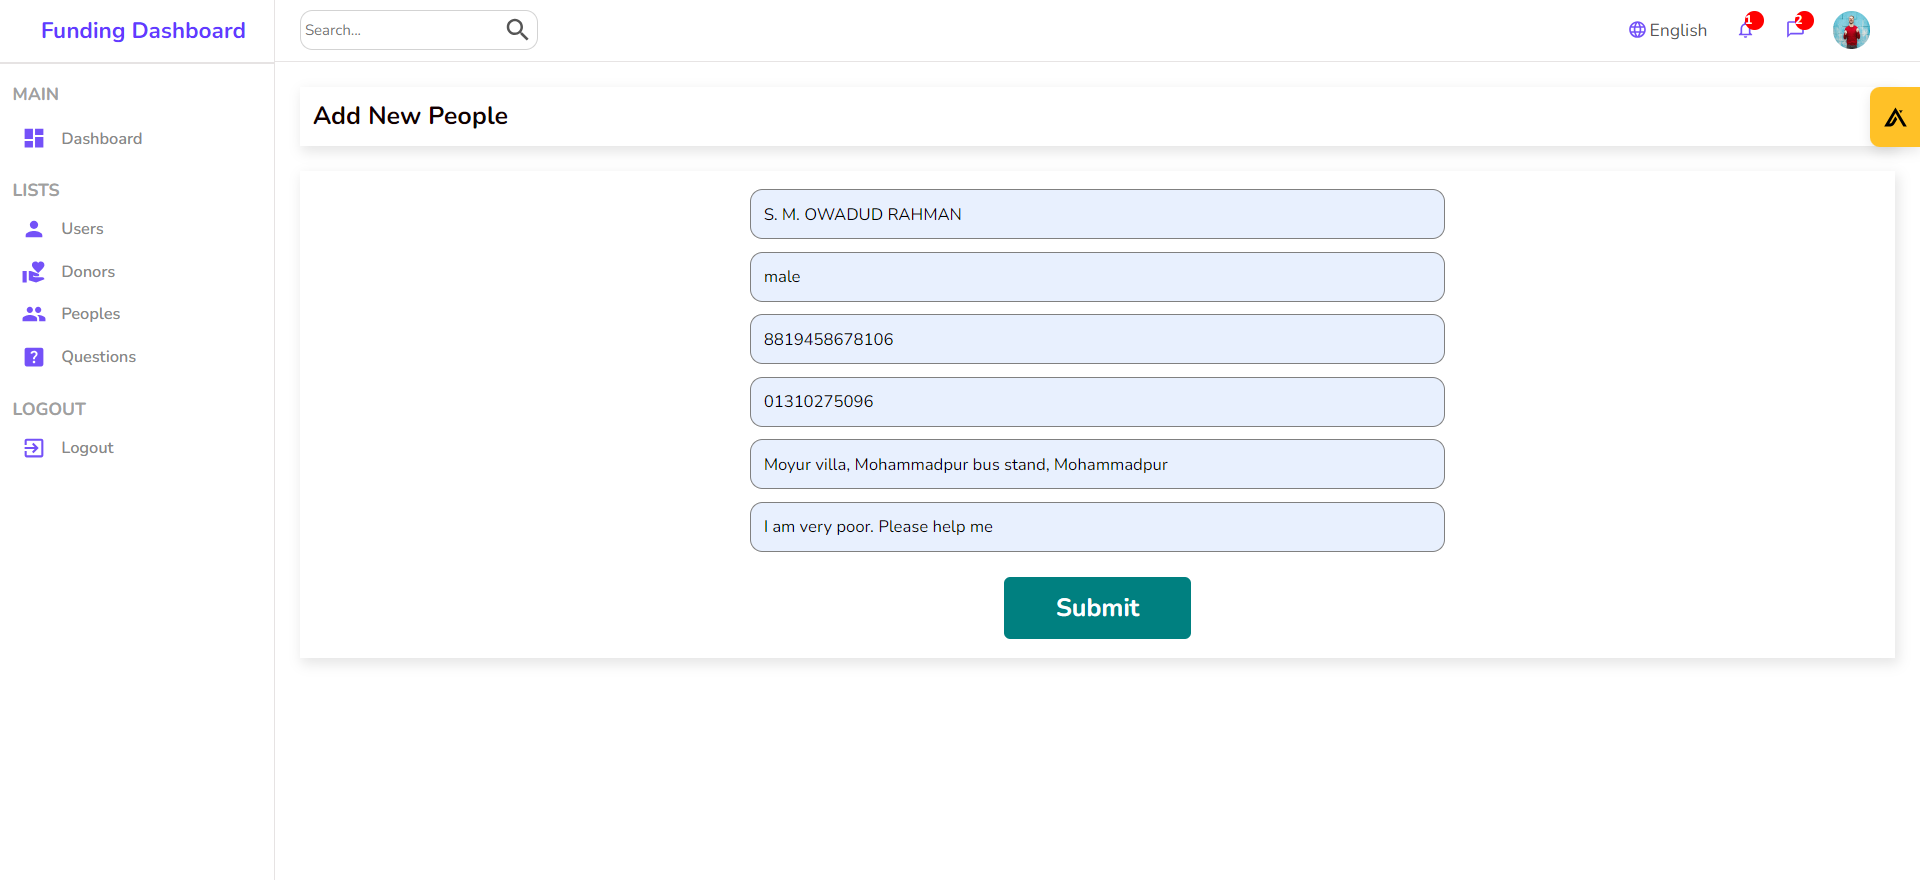 Funding Dashboard
Search...
English
1
2
MAIN
Dashboard
LISTS
Users
Donors
Peoples
Questions
LOGOUT
Logout
Add New People
S. M. OWADUD RAHMAN
male
8819458678106
01310275096
Moyur villa, Mohammadpur bus stand, Mohammadpur
I am very poor. Please help me
Submit